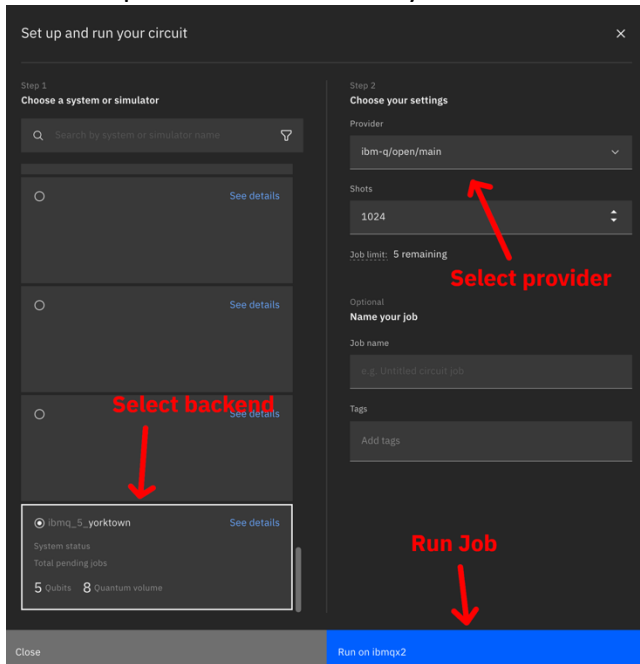 Set up and run your circuit
Step 1
Choose a system or simulator
Search by system or simulator name
See details
See details
Select backend
See details
ibmq_5_yorktown
See details
System status
Total pending jobs
5 Qubits 8 Quantum volume
Close
Step 2
Choose your settings
Provider
ibm-q/open/main
Shots
1024
Job limit: 5 remaining
Select provider
Optional
Name your job
Job name
e.g. Untitled circuit job
Tags
Add tags
Run Job
Run on ibmqx2